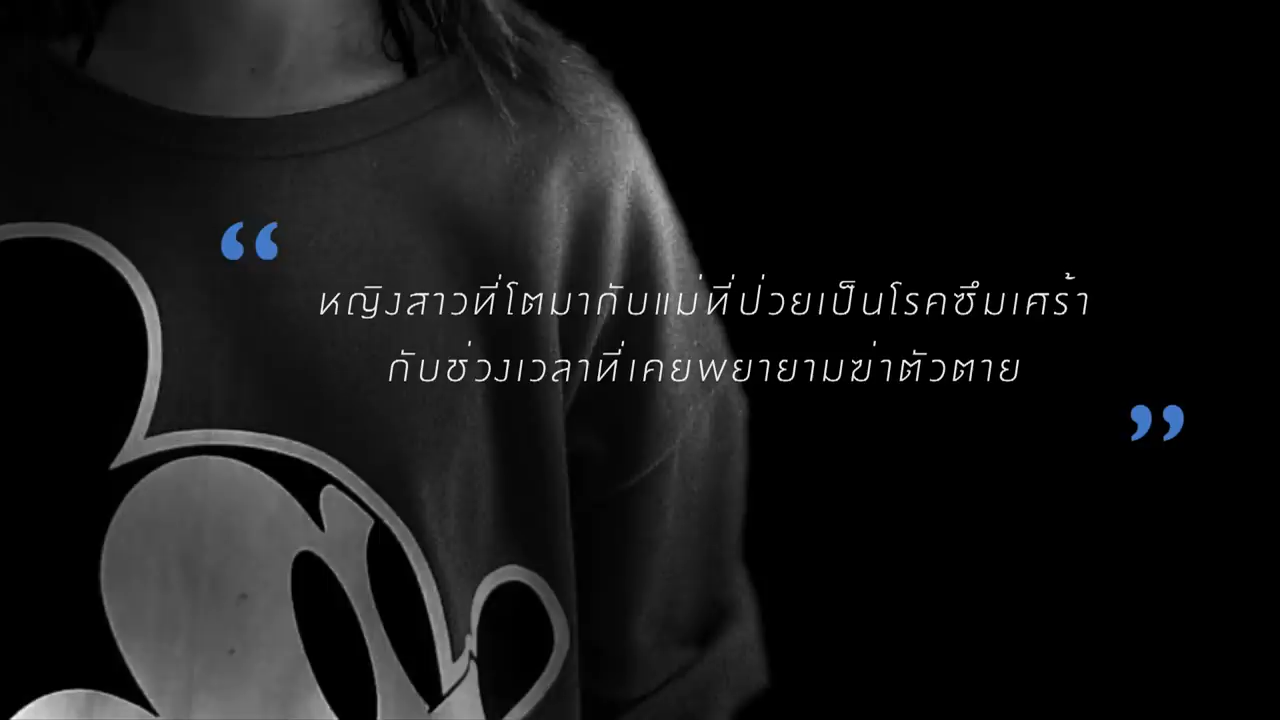 “
หญิงสาวที่โตมากับแม่ที่ป่วยเป็นโรคซึมเศร้า
กับช่วงเวลาที่เคยพยายามฆ่าตัวตาย
”